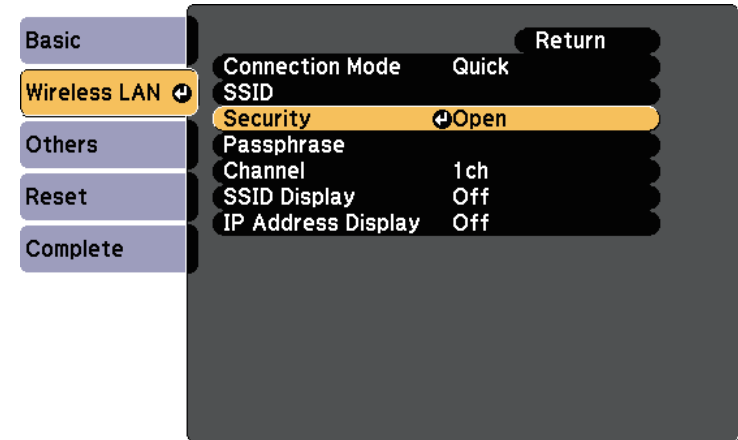 Basic
Wireless LAN
Others
Reset
Complete
Return
Connection Mode Quick
SSID
Security Open
Passphrase
Channel 1ch
SSID Display Off
IP Address Display Off